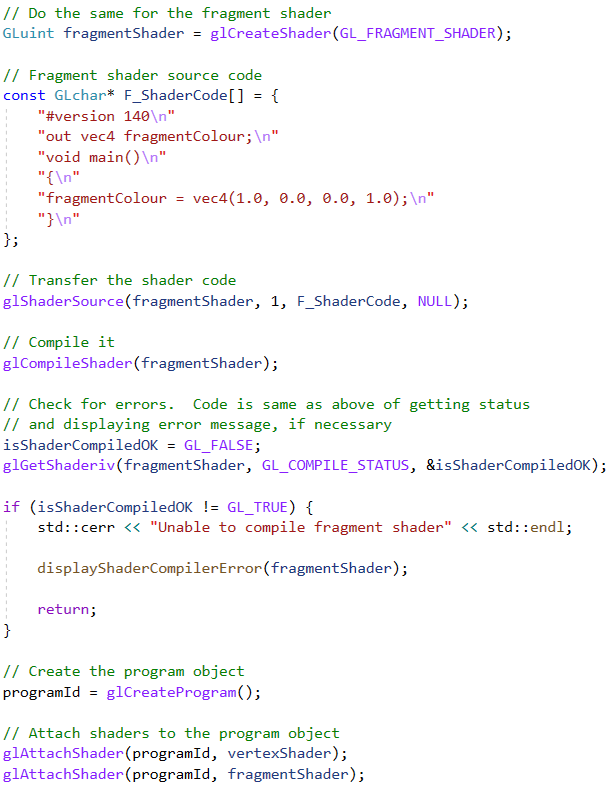 // Do the same for the fragment shader
GLuint fragmentShader = glCreateShader(GL_FRAGMENT_SHADER);

// Fragment shader source code
const GLchar* F_ShaderCode[] = {
    "#version 140\n"
    "out vec4 fragmentColour;\n"
    "void main()\n"
    "{\n"
    "fragmentColour = vec4(1.0, 0.0, 0.0, 1.0);\n"
    "}\n"
};

// Transfer the shader code
glShaderSource(fragmentShader, 1, F_ShaderCode, NULL);

// Compile it
glCompileShader(fragmentShader);

// Check for errors.  Code is same as above of getting status
// and displaying error message, if necessary
isShaderCompiledOK = GL_FALSE;
glGetShaderiv(fragmentShader, GL_COMPILE_STATUS, &isShaderCompiledOK);

if (isShaderCompiledOK != GL_TRUE) {
    std::cerr << "Unable to compile fragment shader" << std::endl;

    displayShaderCompilerError(fragmentShader);

    return;
}

// Create the program object
programId = glCreateProgram();

// Attach shaders to the program object
glAttachShader(programId, vertexShader);
glAttachShader(programId, fragmentShader);